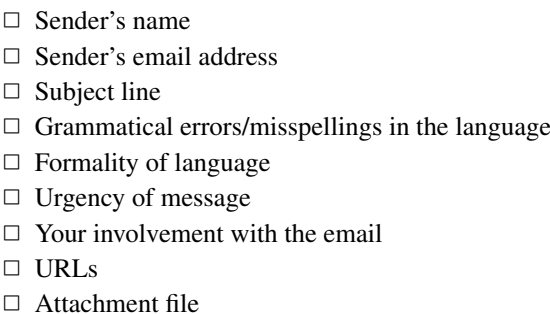 □ Sender's name
□ Sender's email address
□ Subject line
□ Grammatical errors/misspellings in the language
□ Formality of language
□ Urgency of message
□ Your involvement with the email
□ URLs
□ Attachment file